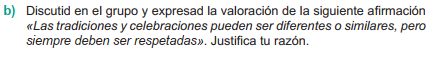 b) Discutid en el grupo y expresad la valoración de la siguiente afirmación
«Las tradiciones y celebraciones pueden ser diferentes o similares, pero
siempre deben ser respetadas». Justifica tu razón.